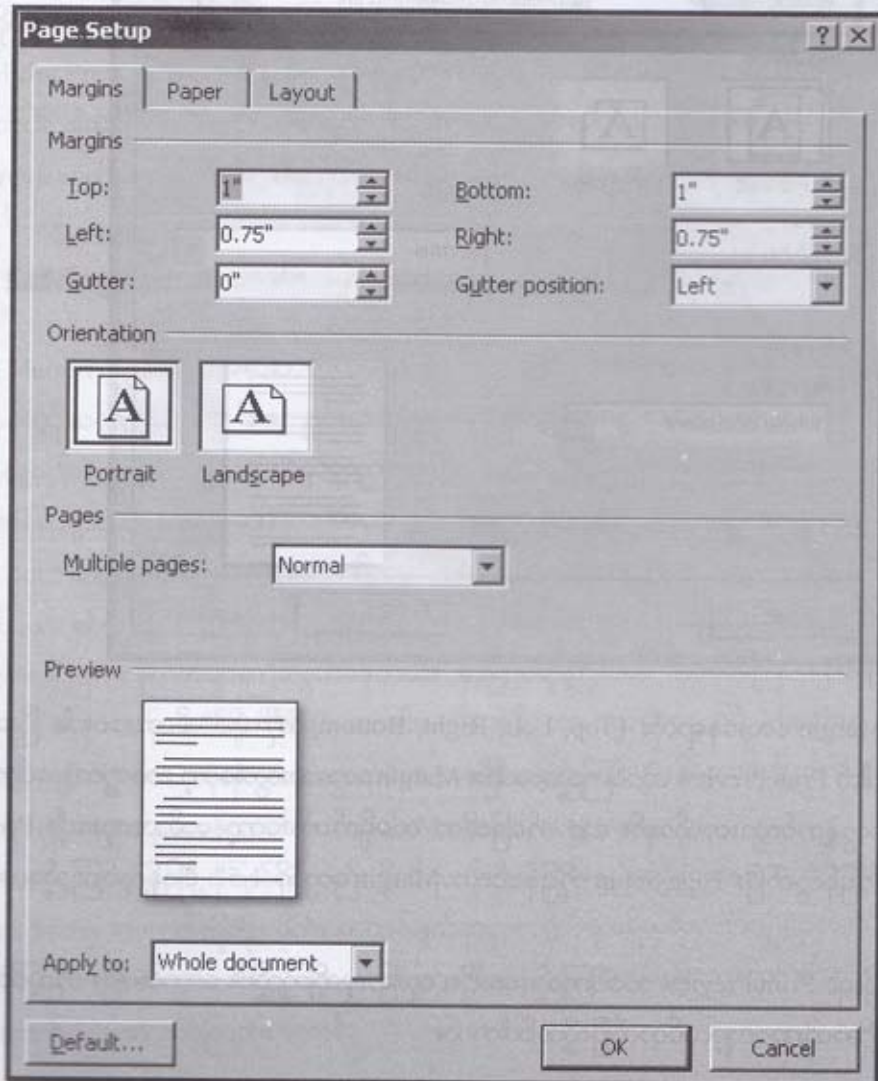 Page Setup
Margins Paper Layout
Margins
Top: 1" Bottom: 1"
Left: 0.75" Right: 0.75"
Gutter: 0" Gutter position: Left
Orientation
A A
Portrait Landscape
Pages
Multiple pages: Normal
Preview
Apply to: Whole document
Default... OK Cancel